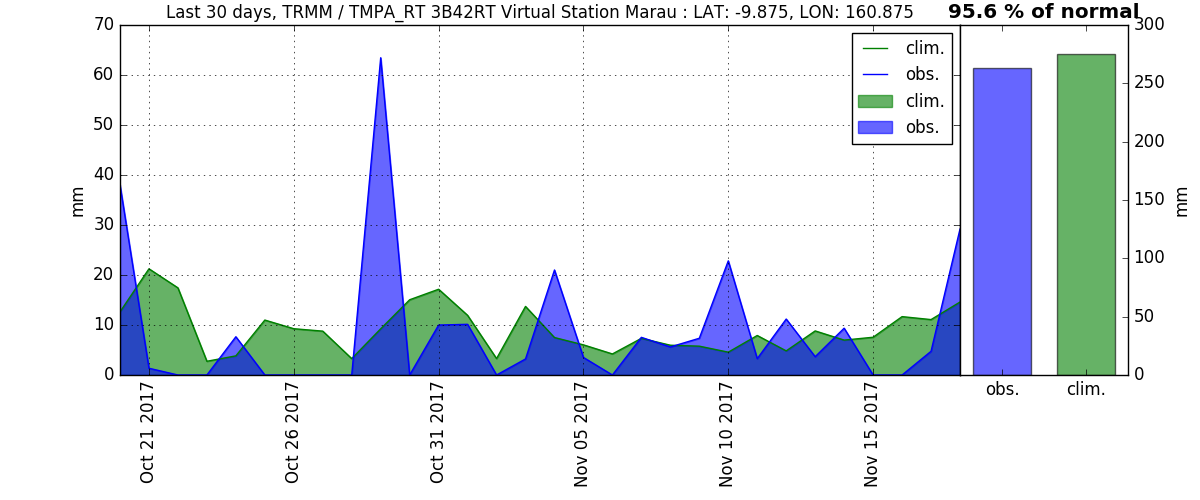 Last 30 days, TRMM / TMPA_RT 3B42RT Virtual Station Marau : LAT: -9.875, LON: 160.875
95.6 % of normal
70
60
50
40
30
20
10
0
mm
clim.
obs.
clim.
obs.
Oct 21 2017
Oct 26 2017
Oct 31 2017
Nov 05 2017
Nov 10 2017
Nov 15 2017
300
250
200
150
100
50
0
mm
obs.
clim.